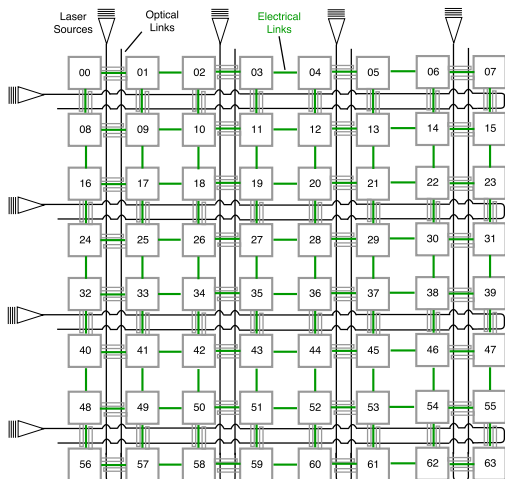 Laser Sources
Optical Links
Electrical Links
00 01 02 03 04 05 06 07
08 09 10 11 12 13 14 15
16 17 18 19 20 21 22 23
24 25 26 27 28 29 30 31
32 33 34 35 36 37 38 39
40 41 42 43 44 45 46 47
48 49 50 51 52 53 54 55
56 57 58 59 60 61 62 63